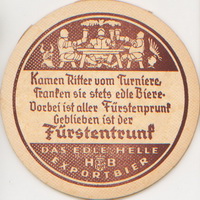 Kamen Ritter vom Turniere,
Tranken sie stets edle Biere-
Vorbei ist aller Fürstenprunk
Geblieben ist der
Fürstentrunk
DAS EDLE HELLE
HB
EXPORTBIER